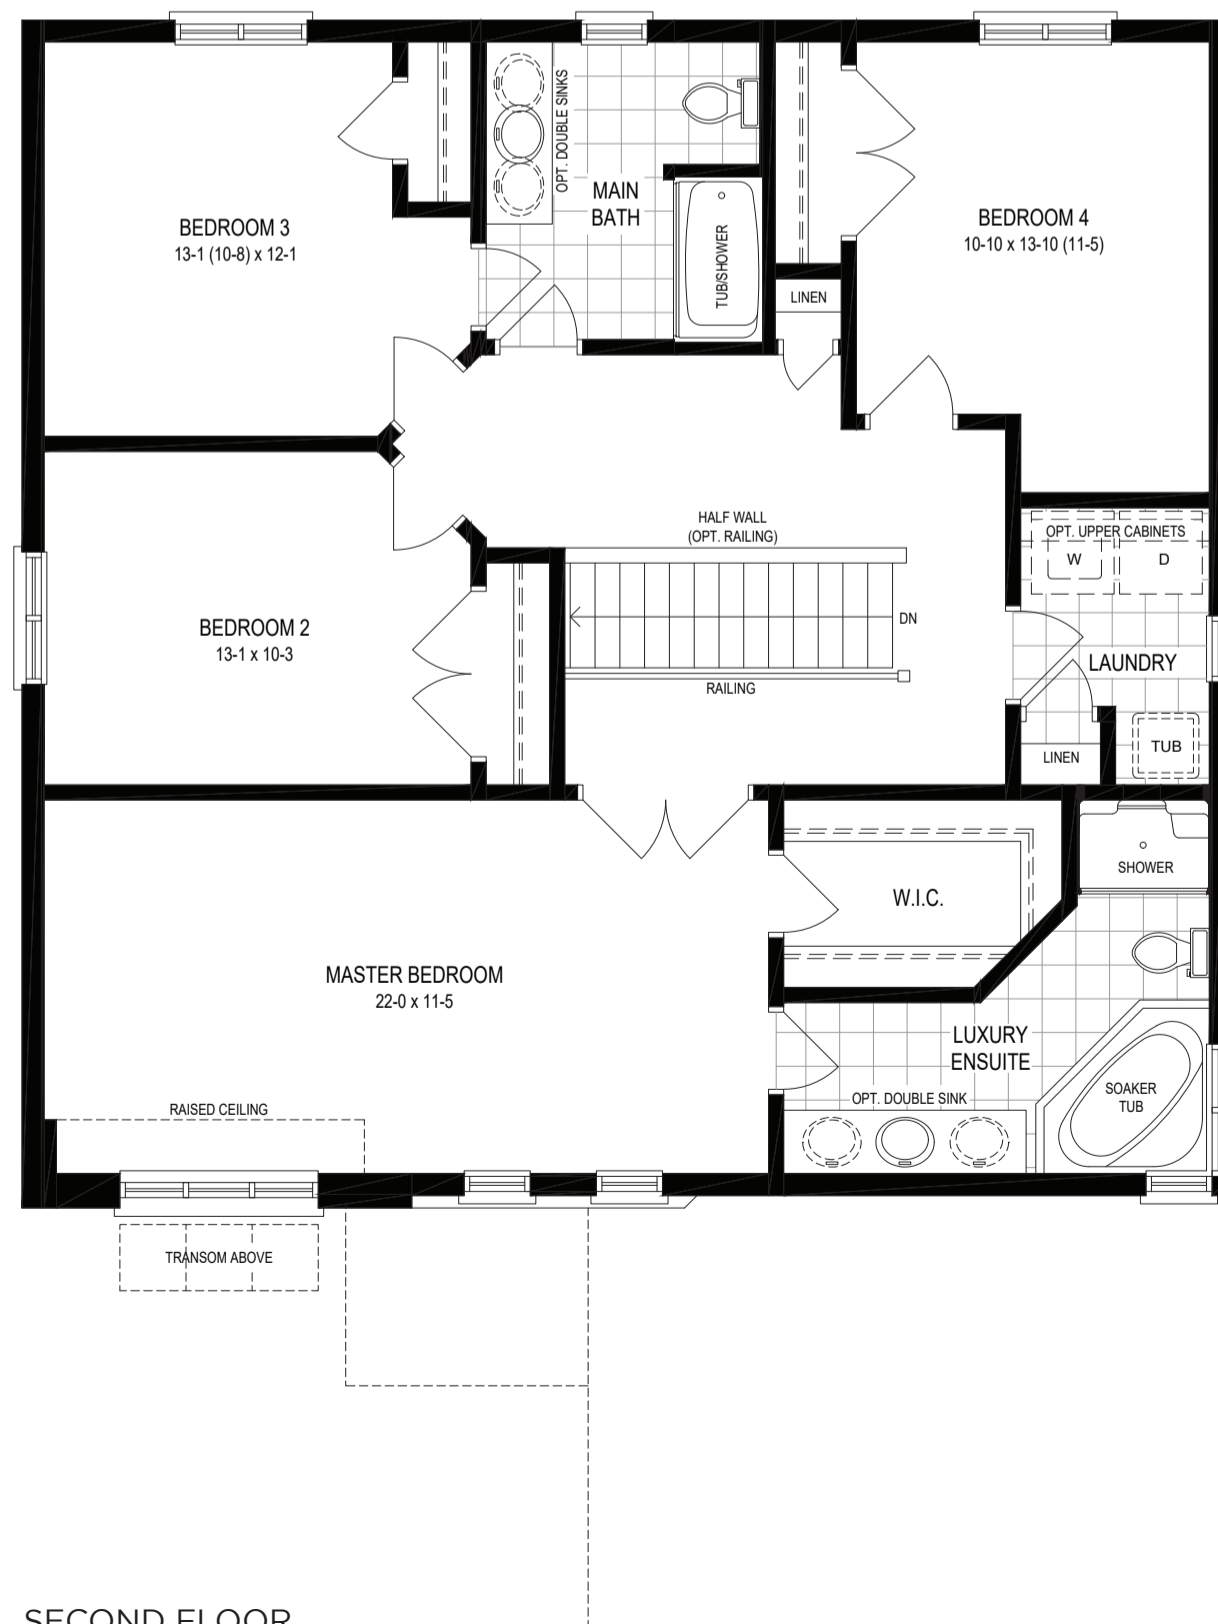 OPT. DOUBLE SINKS
MAIN
BATH
BEDROOM 3
13-1 (10-8) x 12-1
TUB/SHOWER
BEDROOM 4
10-10 x 13-10 (11-5)
LINEN
HALF WALL
(OPT. RAILING)
OPT. UPPER CABINETS
W
D
BEDROOM 2
13-1 x 10-3
DN
RAILING
LAUNDRY
LINEN
TUB
SHOWER
W.I.C.
MASTER BEDROOM
22-0 x 11-5
LUXURY
ENSUITE
SOAKER
TUB
OPT. DOUBLE SINK
RAISED CEILING
TRANSOM ABOVE
SECOND FLOOR